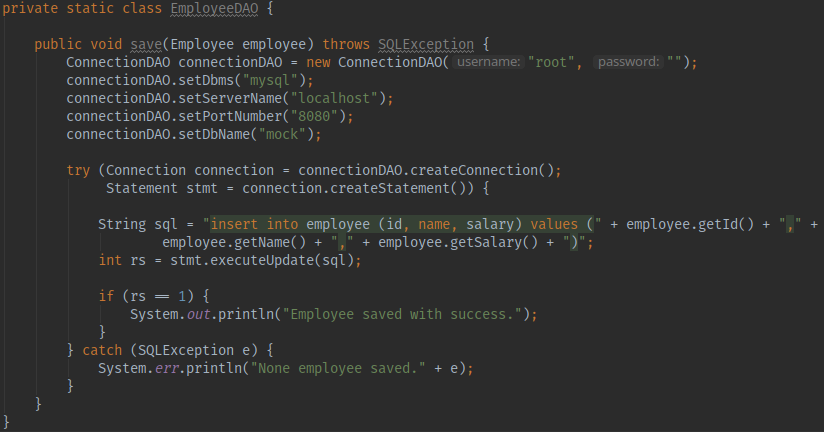 private static class EmployeeDAO {
public void save(Employee employee) throws SQLException {
ConnectionDAO connectionDAO = new ConnectionDAO( username: "root", password: "");
connectionDAO.setDbms("mysql");
connectionDAO.setServerName("localhost");
connectionDAO.setPortNumber("8080");
connectionDAO.setDbName("mock");
try (Connection connection = connectionDAO.createConnection();
Statement stmt = connection.createStatement()) {
String sql = "insert into employee (id, name, salary) values (" + employee.getId() + "," +
employee.getName() + "," + employee.getSalary() + ")";
int rs = stmt.executeUpdate(sql);
if (rs == 1) {
System.out.println("Employee saved with success.");
}
} catch (SQLException e) {
System.err.println("None employee saved." + e);
}
}
}